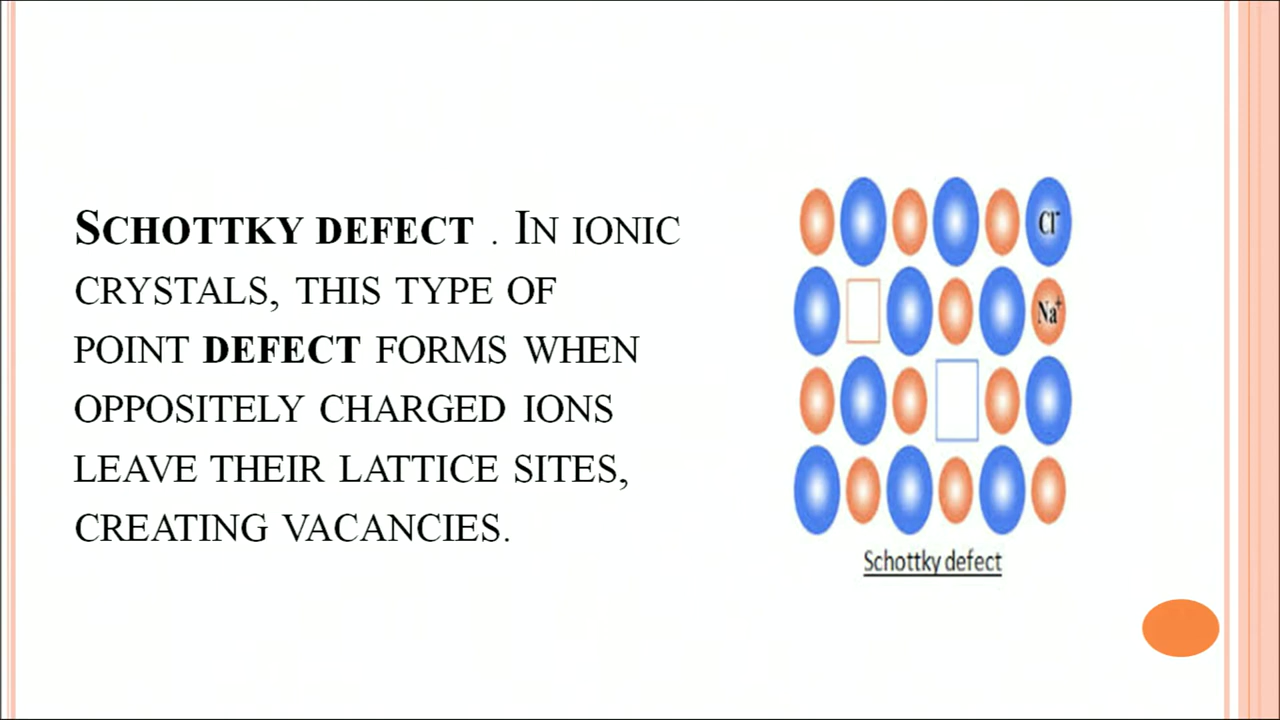 SCHOTTKY DEFECT . IN IONIC
CRYSTALS, THIS TYPE OF
POINT DEFECT FORMS WHEN
OPPOSITELY CHARGED IONS
LEAVE THEIR LATTICE SITES,
CREATING VACANCIES.
Cl⁻
Na⁺
Schottky defect